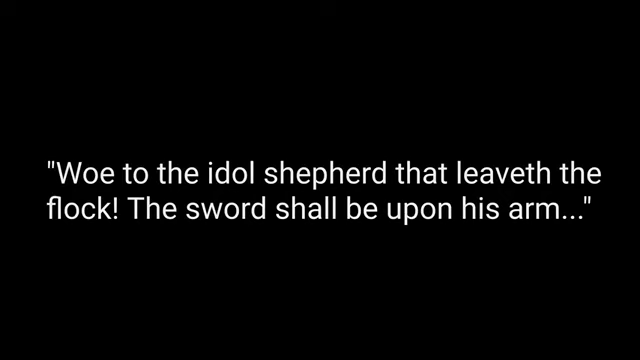 "Woe to the idol shepherd that leaveth the
flock! The sword shall be upon his arm..."